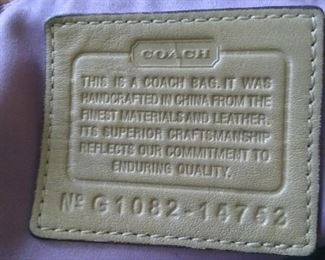 COACH
THIS IS A COACH BAG. IT WAS
HANDCRAFTED IN CHINA FROM THE
FINEST MATERIALS AND LEATHER.
ITS SUPERIOR CRAFTSMANSHIP
REFLECTS OUR COMMITMENT TO
ENDURING QUALITY.
Nº G1082-14753